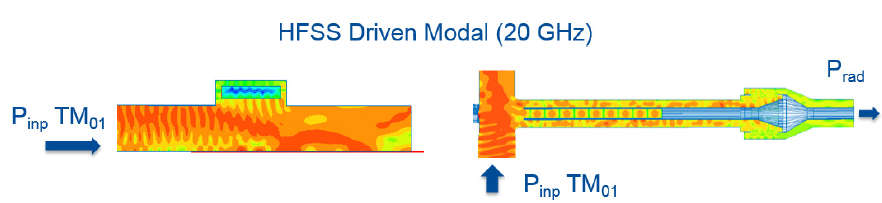 HFSS Driven Modal (20 GHz)
Pinp TM01
Prad
Pinp TM01